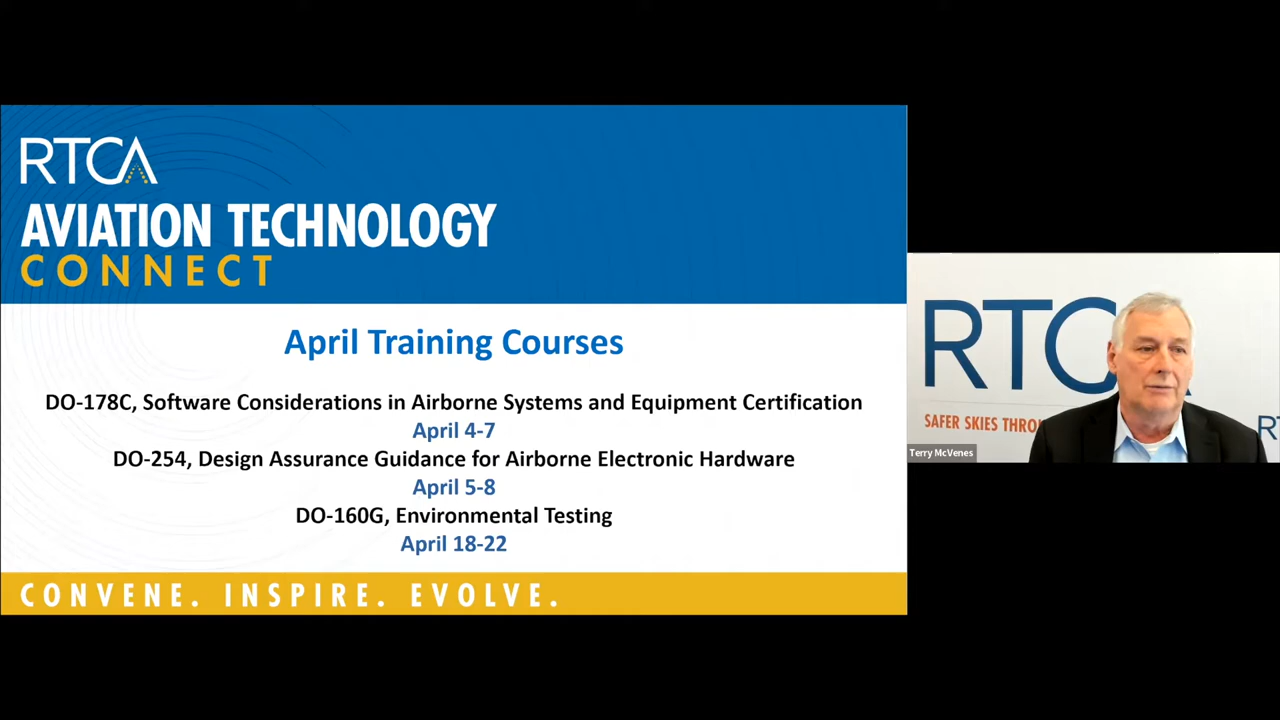 RTCA
AVIATION TECHNOLOGY
CONNECT
April Training Courses
DO-178C, Software Considerations in Airborne Systems and Equipment Certification
April 4-7
DO-254, Design Assurance Guidance for Airborne Electronic Hardware
April 5-8
DO-160G, Environmental Testing
April 18-22
CONVENE. INSPIRE. EVOLVE.
RTC
SAFER SKIES THRO
RT
Terry McVenes